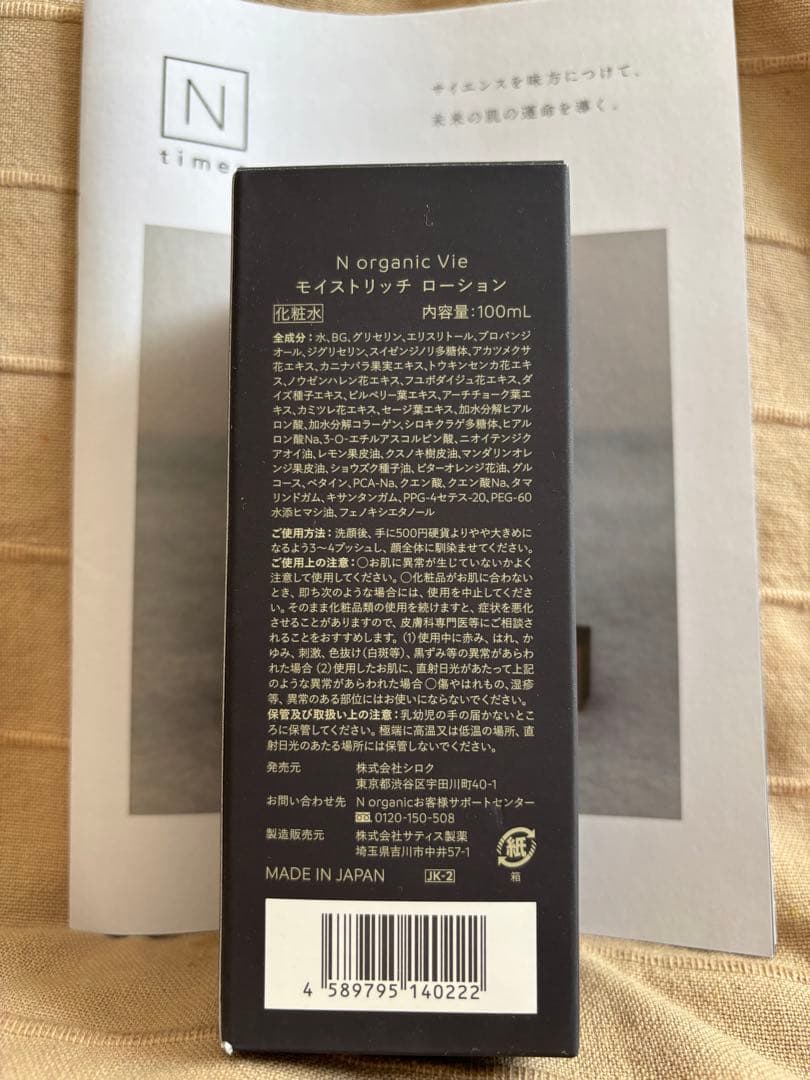 N
time
サイエンスを味方につけて、
未来の肌の運命を導く。
N organic Vie
モイストリッチ ローション
化粧水 内容量:100mL
全成分:水、BG、グリセリン、エリスリトール、プロパンジ
オール、ジグリセリン、スイゼンジノリ多糖体、アカツメクサ
花エキス、カニナバラ果実エキス、トウキンセンカ花エキ
ス、ノウゼンハレン花エキス、フユボダイジュ花エキス、ダ
イズ種子エキス、ビルベリー葉エキス、アーチチョーク葉エ
キス、カミツレ花エキス、セージ葉エキス、加水分解ヒアル
ロン酸、加水分解コラーゲン、シロキクラゲ多糖体、ヒアル
ロン酸Na、3-O-エチルアスコルビン酸、ニオイテンジク
アオイ油、レモン果皮油、クスノキ樹皮油、マンダリンオレ
ンジ果皮油、ショウズク種子油、ビターオレンジ花油、グル
コース、ベタイン、PCA-Na、クエン酸、クエン酸Na、タマ
リンドガム、キサンタンガム、PPG-4セテス-20、PEG-60
水添ヒマシ油、フェノキシエタノール
ご使用方法:洗顔後、手に500円硬貨よりやや大きめに
なるよう3〜4プッシュし、顔全体に馴染ませてください。
ご使用上の注意:○お肌に異常が生じていないかよく
注意して使用してください。○化粧品がお肌に合わない
とき、即ち次のような場合には、使用を中止してください。
そのまま化粧品類の使用を続けますと、症状を悪化
させることがありますので、皮膚科専門医等にご相談さ
れることをおすすめします。(1)使用中に赤み、はれ、か
ゆみ、刺激、色抜け(白斑等)、黒ずみ等の異常があらわ
れた場合 (2)使用したお肌に、直射日光があたって上記
のような異常があらわれた場合 ○傷やはれもの、湿疹
等、異常のある部位にはお使いにならないでください。
保管及び取扱い上の注意:乳幼児の手の届かないとこ
ろに保管してください。極端に高温又は低温の場所、直
射日光のあたる場所には保管しないでください。
発売元 株式会社シロク
東京都渋谷区宇田川町40-1
お問い合わせ先 N organicお客様サポートセンター
0120-150-508
製造販売元 株式会社サティス製薬
埼玉県吉川市中井57-1
紙
箱
MADE IN JAPAN JK-2
4 589795 140222